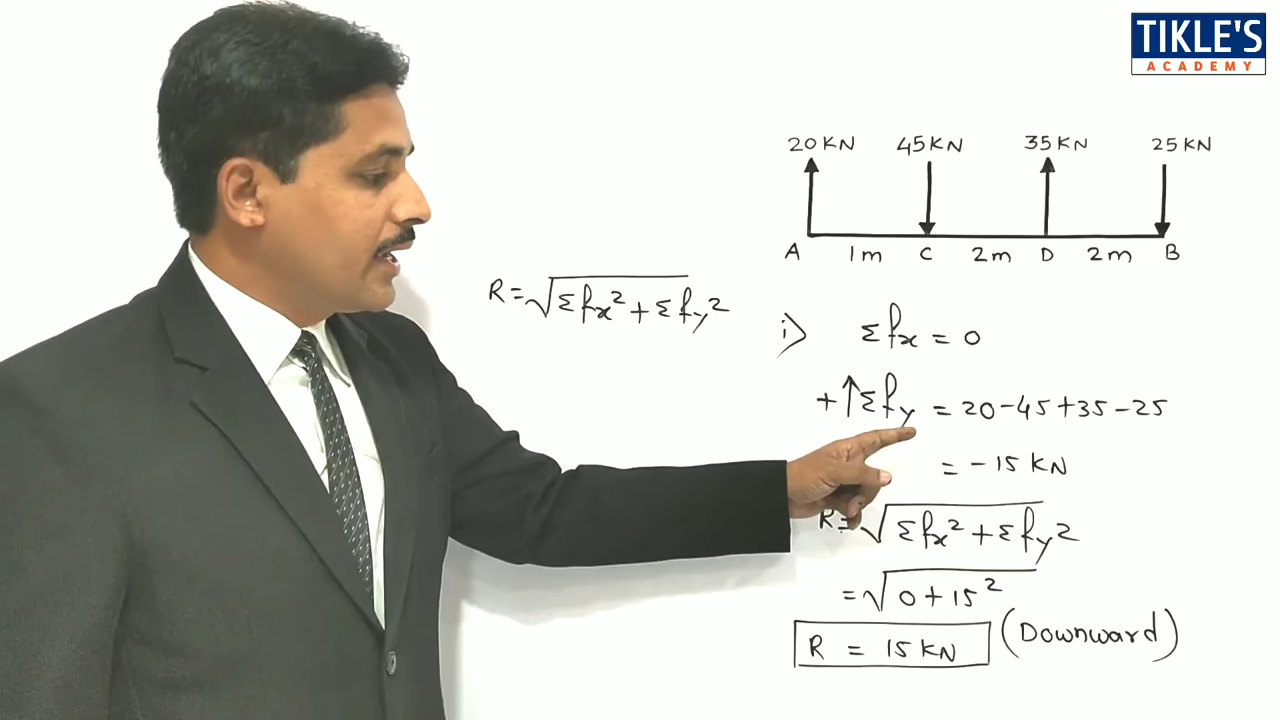 TIKLE'S
ACADEMY
20 KN 45 KN 35 KN 25 KN
A 1m C 2m D 2m B
R = √Σfx² + Σfy²
i) Σfx = 0
+↑Σfy = 20 - 45 + 35 - 25
= - 15 KN
R = √Σfx² + Σfy²
= √0 + 15²
R = 15 KN (Downward)